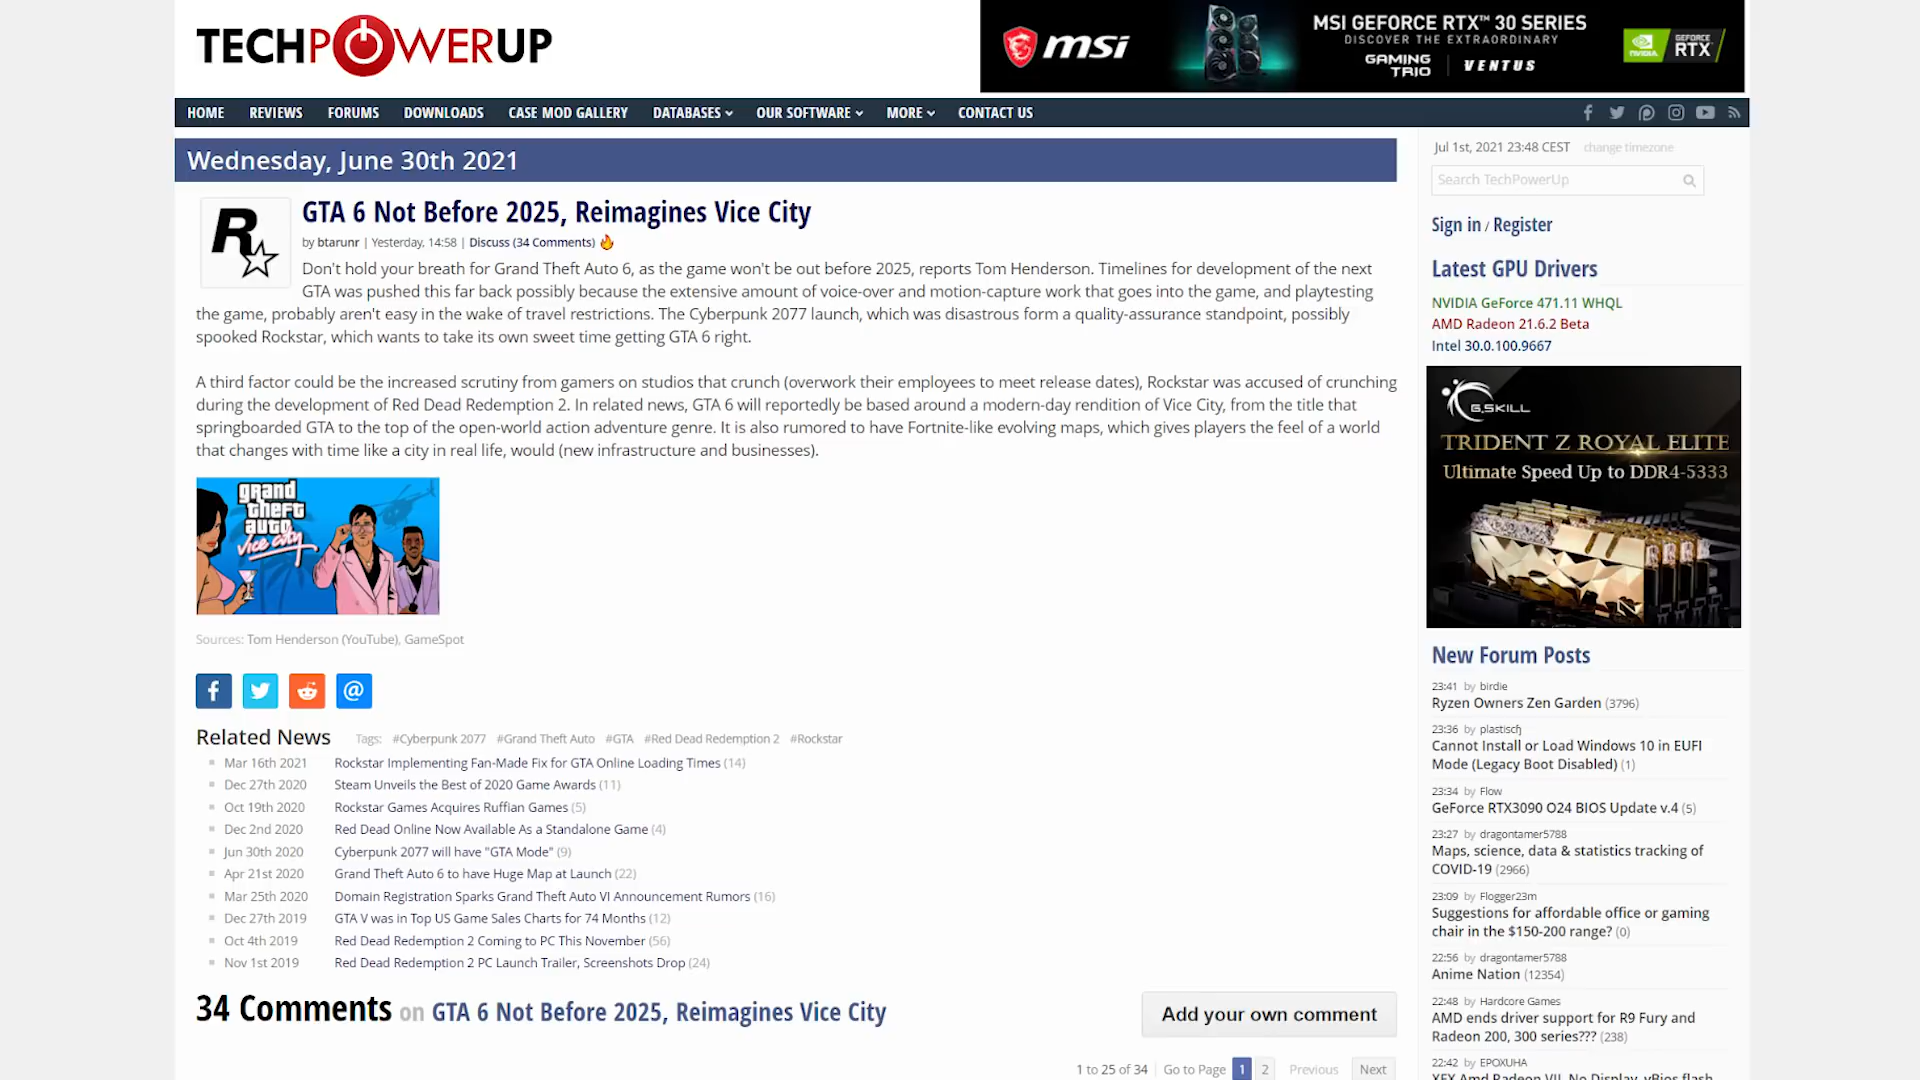 TECHPOWERUP
msi
MSI GEFORCE RTX™ 30 SERIES
DISCOVER THE EXTRAORDINARY
GAMING TRIO | VENTUS
NVIDIA
GEFORCE RTX
HOME REVIEWS FORUMS DOWNLOADS CASE MOD GALLERY DATABASES OUR SOFTWARE MORE CONTACT US
Wednesday, June 30th 2021
R
GTA 6 Not Before 2025, Reimagines Vice City
by btarunr | Yesterday, 14:58 | Discuss (34 Comments)
Don't hold your breath for Grand Theft Auto 6, as the game won't be out before 2025, reports Tom Henderson. Timelines for development of the next
GTA was pushed this far back possibly because the extensive amount of voice-over and motion-capture work that goes into the game, and playtesting
the game, probably aren't easy in the wake of travel restrictions. The Cyberpunk 2077 launch, which was disastrous form a quality-assurance standpoint, possibly
spooked Rockstar, which wants to take its own sweet time getting GTA 6 right.
A third factor could be the increased scrutiny from gamers on studios that crunch (overwork their employees to meet release dates), Rockstar was accused of crunching
during the development of Red Dead Redemption 2. In related news, GTA 6 will reportedly be based around a modern-day rendition of Vice City, from the title that
springboarded GTA to the top of the open-world action adventure genre. It is also rumored to have Fortnite-like evolving maps, which gives players the feel of a world
that changes with time like a city in real life, would (new infrastructure and businesses).
grand
theft
auto
vice city
Sources: Tom Henderson (YouTube), GameSpot
Related News Tags: #Cyberpunk 2077 #Grand Theft Auto #GTA #Red Dead Redemption 2 #Rockstar
Mar 16th 2021 Rockstar Implementing Fan-Made Fix for GTA Online Loading Times (14)
Dec 27th 2020 Steam Unveils the Best of 2020 Game Awards (11)
Oct 19th 2020 Rockstar Games Acquires Ruffian Games (5)
Dec 2nd 2020 Red Dead Online Now Available As a Standalone Game (4)
Jun 30th 2020 Cyberpunk 2077 will have "GTA Mode" (9)
Apr 21st 2020 Grand Theft Auto 6 to have Huge Map at Launch (22)
Mar 25th 2020 Domain Registration Sparks Grand Theft Auto VI Announcement Rumors (16)
Dec 27th 2019 GTA V was in Top US Game Sales Charts for 74 Months (12)
Oct 4th 2019 Red Dead Redemption 2 Coming to PC This November (56)
Nov 1st 2019 Red Dead Redemption 2 PC Launch Trailer, Screenshots Drop (24)
34 Comments on GTA 6 Not Before 2025, Reimagines Vice City
Add your own comment
1 to 25 of 34 | Go to Page 1 2 Previous Next
Jul 1st, 2021 23:48 CEST change timezone
Search TechPowerUp
Sign in / Register
Latest GPU Drivers
NVIDIA GeForce 471.11 WHQL
AMD Radeon 21.6.2 Beta
Intel 30.0.100.9667
G.SKILL
TRIDENT Z ROYAL ELITE
Ultimate Speed Up to DDR4-5333
New Forum Posts
23:41 by birdie
Ryzen Owners Zen Garden (3796)
23:36 by plastiscɧ
Cannot Install or Load Windows 10 in EUFI
Mode (Legacy Boot Disabled) (1)
23:34 by Flow
GeForce RTX3090 O24 BIOS Update v.4 (5)
23:27 by dragontamer5788
Maps, science, data & statistics tracking of
COVID-19 (2966)
23:09 by Flogger23m
Suggestions for affordable office or gaming
chair in the $150-200 range? (0)
22:56 by dragontamer5788
Anime Nation (12354)
22:48 by Hardcore Games
AMD ends driver support for R9 Fury and
Radeon 200, 300 series??? (238)
22:42 by EPOXUHA
XFX Amd Radeon VII, No Display, vBios flash